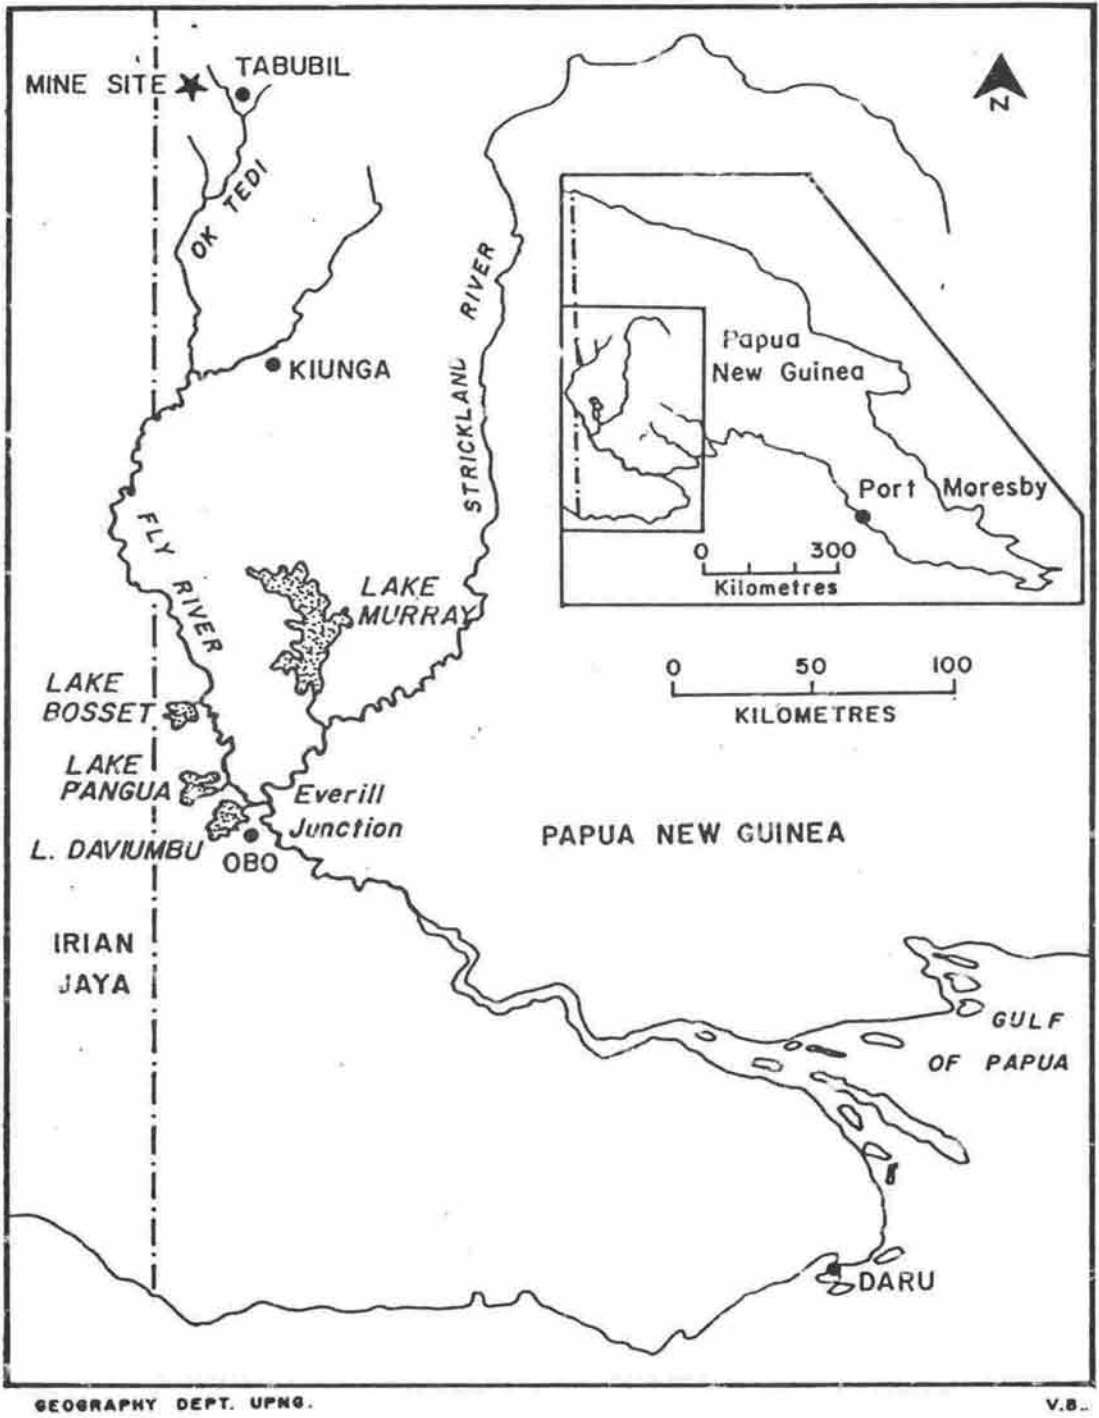 TABUBIL
MINE SITE
N
OK TEDI
STRICKLAND RIVER
KIUNGA
Papua
New Guinea
Port Moresby
0 300
Kilometres
FLY RIVER
LAKE
MURRAY
0 50 100
KILOMETRES
LAKE
BOSSET
LAKE
PANGUA
Everill
Junction
L. DAVIUMBU
OBO
PAPUA NEW GUINEA
IRIAN
JAYA
GULF
OF PAPUA
DARU
GEOGRAPHY DEPT. UPNG.
V.B..